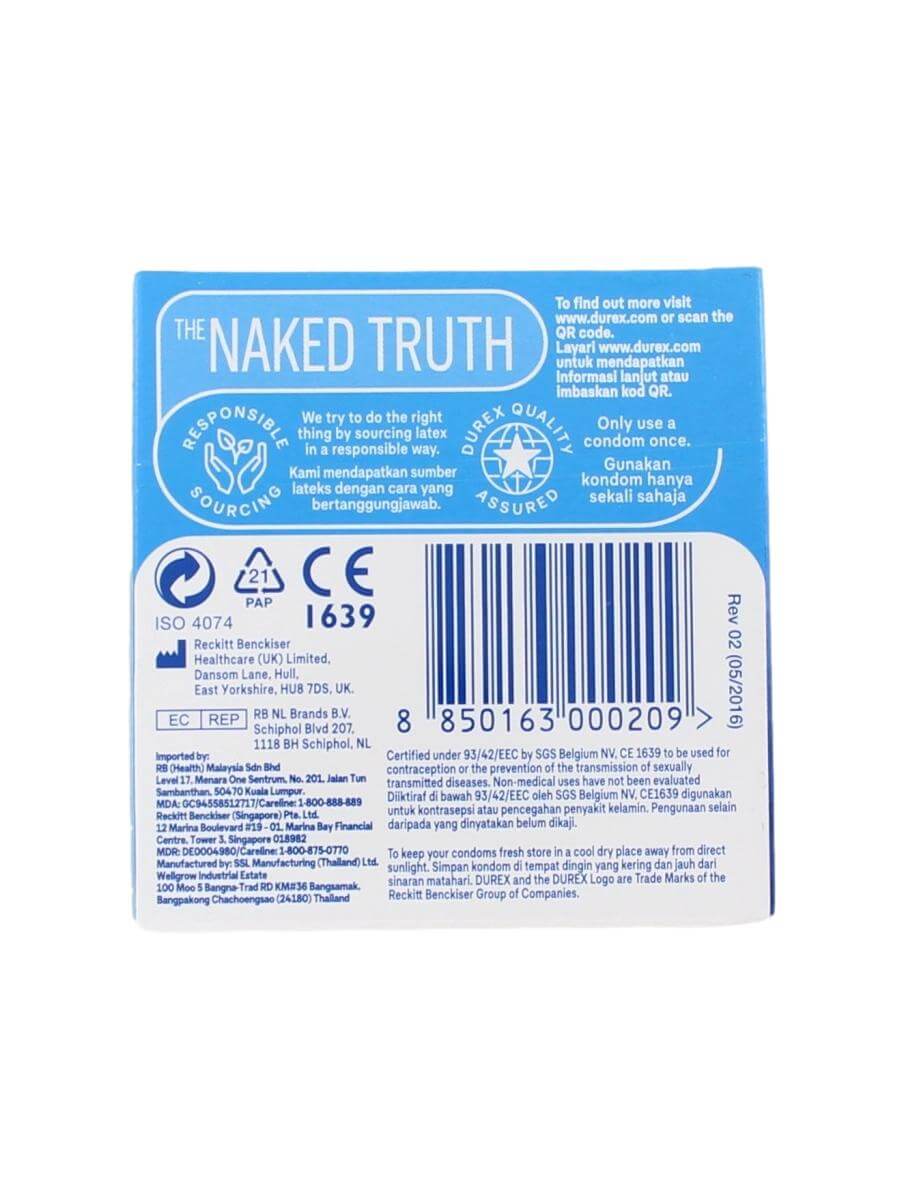 THE NAKED TRUTH
To find out more visit
www.durex.com or scan the
QR code.
Layari www.durex.com
untuk mendapatkan
Informasi lanjut atau
imbaskan kod QR.
RESPONSIBLE
SOURCING
We try to do the right
thing by sourcing latex
in a responsible way.
Kami mendapatkan sumber
lateks dengan cara yang
bertanggungjawab.
DUREX QUALITY
ASSURED
Only use a
condom once.
Gunakan
kondom hanya
sekali sahaja
21
PAP
CE
1639
ISO 4074
Reckitt Benckiser
Healthcare (UK) Limited,
Dansom Lane, Hull,
East Yorkshire, HU8 7DS, UK.
EC REP
RB NL Brands B.V.
Schiphol Blvd 207,
1118 BH Schiphol, NL
Imported by:
RB (Health) Malaysia Sdn Bhd
Level 17. Menara One Sentrum, No. 201, Jalan Tun
Sambanthan, 50470 Kuala Lumpur.
MDA: GC94558512717/Careline: 1-800-888-889
Reckitt Benckiser (Singapore) Pte. Ltd.
12 Marina Boulevard #19 - 01, Marina Bay Financial
Centre, Tower 3, Singapore 018982
MDR: DE0004980/Careline: 1-800-875-0770
Manufactured by: SSL Manufacturing (Thailand) Ltd.
Wellgrow Industrial Estate
100 Moo 5 Bangna-Trad RD KM#36 Bangsamak,
Bangpakong Chachoengsao (24180) Thailand
8 850163 000209 >
Rev 02 (05/2016)
Certified under 93/42/EEC by SGS Belgium NV, CE 1639 to be used for
contraception or the prevention of the transmission of sexually
transmitted diseases. Non-medical uses have not been evaluated
Diiktiraf di bawah 93/42/EEC oleh SGS Belgium NV, CE1639 digunakan
untuk kontrasepsi atau pencegahan penyakit kelamin. Pengunaan selain
daripada yang dinyatakan belum dikaji.
To keep your condoms fresh store in a cool dry place away from direct
sunlight. Simpan kondom di tempat dingin yang kering dan jauh dari
sinaran matahari. DUREX and the DUREX Logo are Trade Marks of the
Reckitt Benckiser Group of Companies.